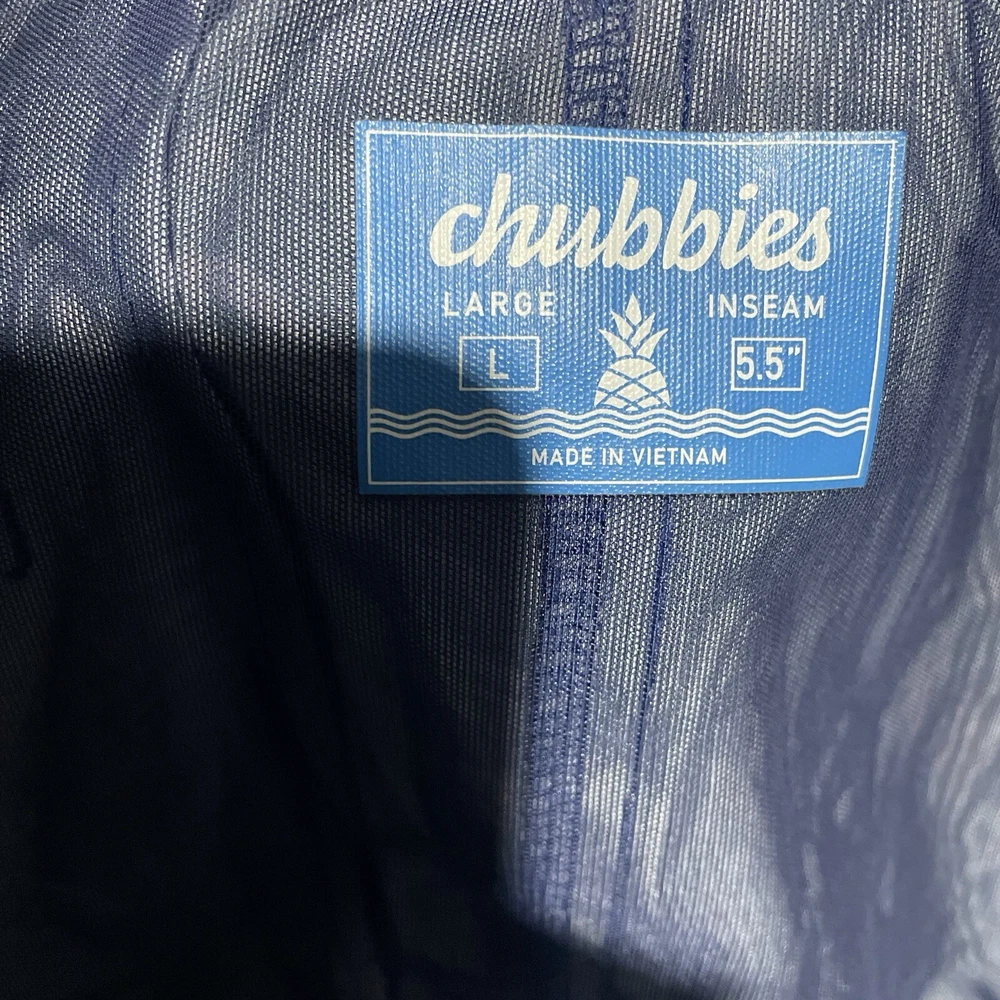 chubbies
LARGE INSEAM
L 5.5"
MADE IN VIETNAM